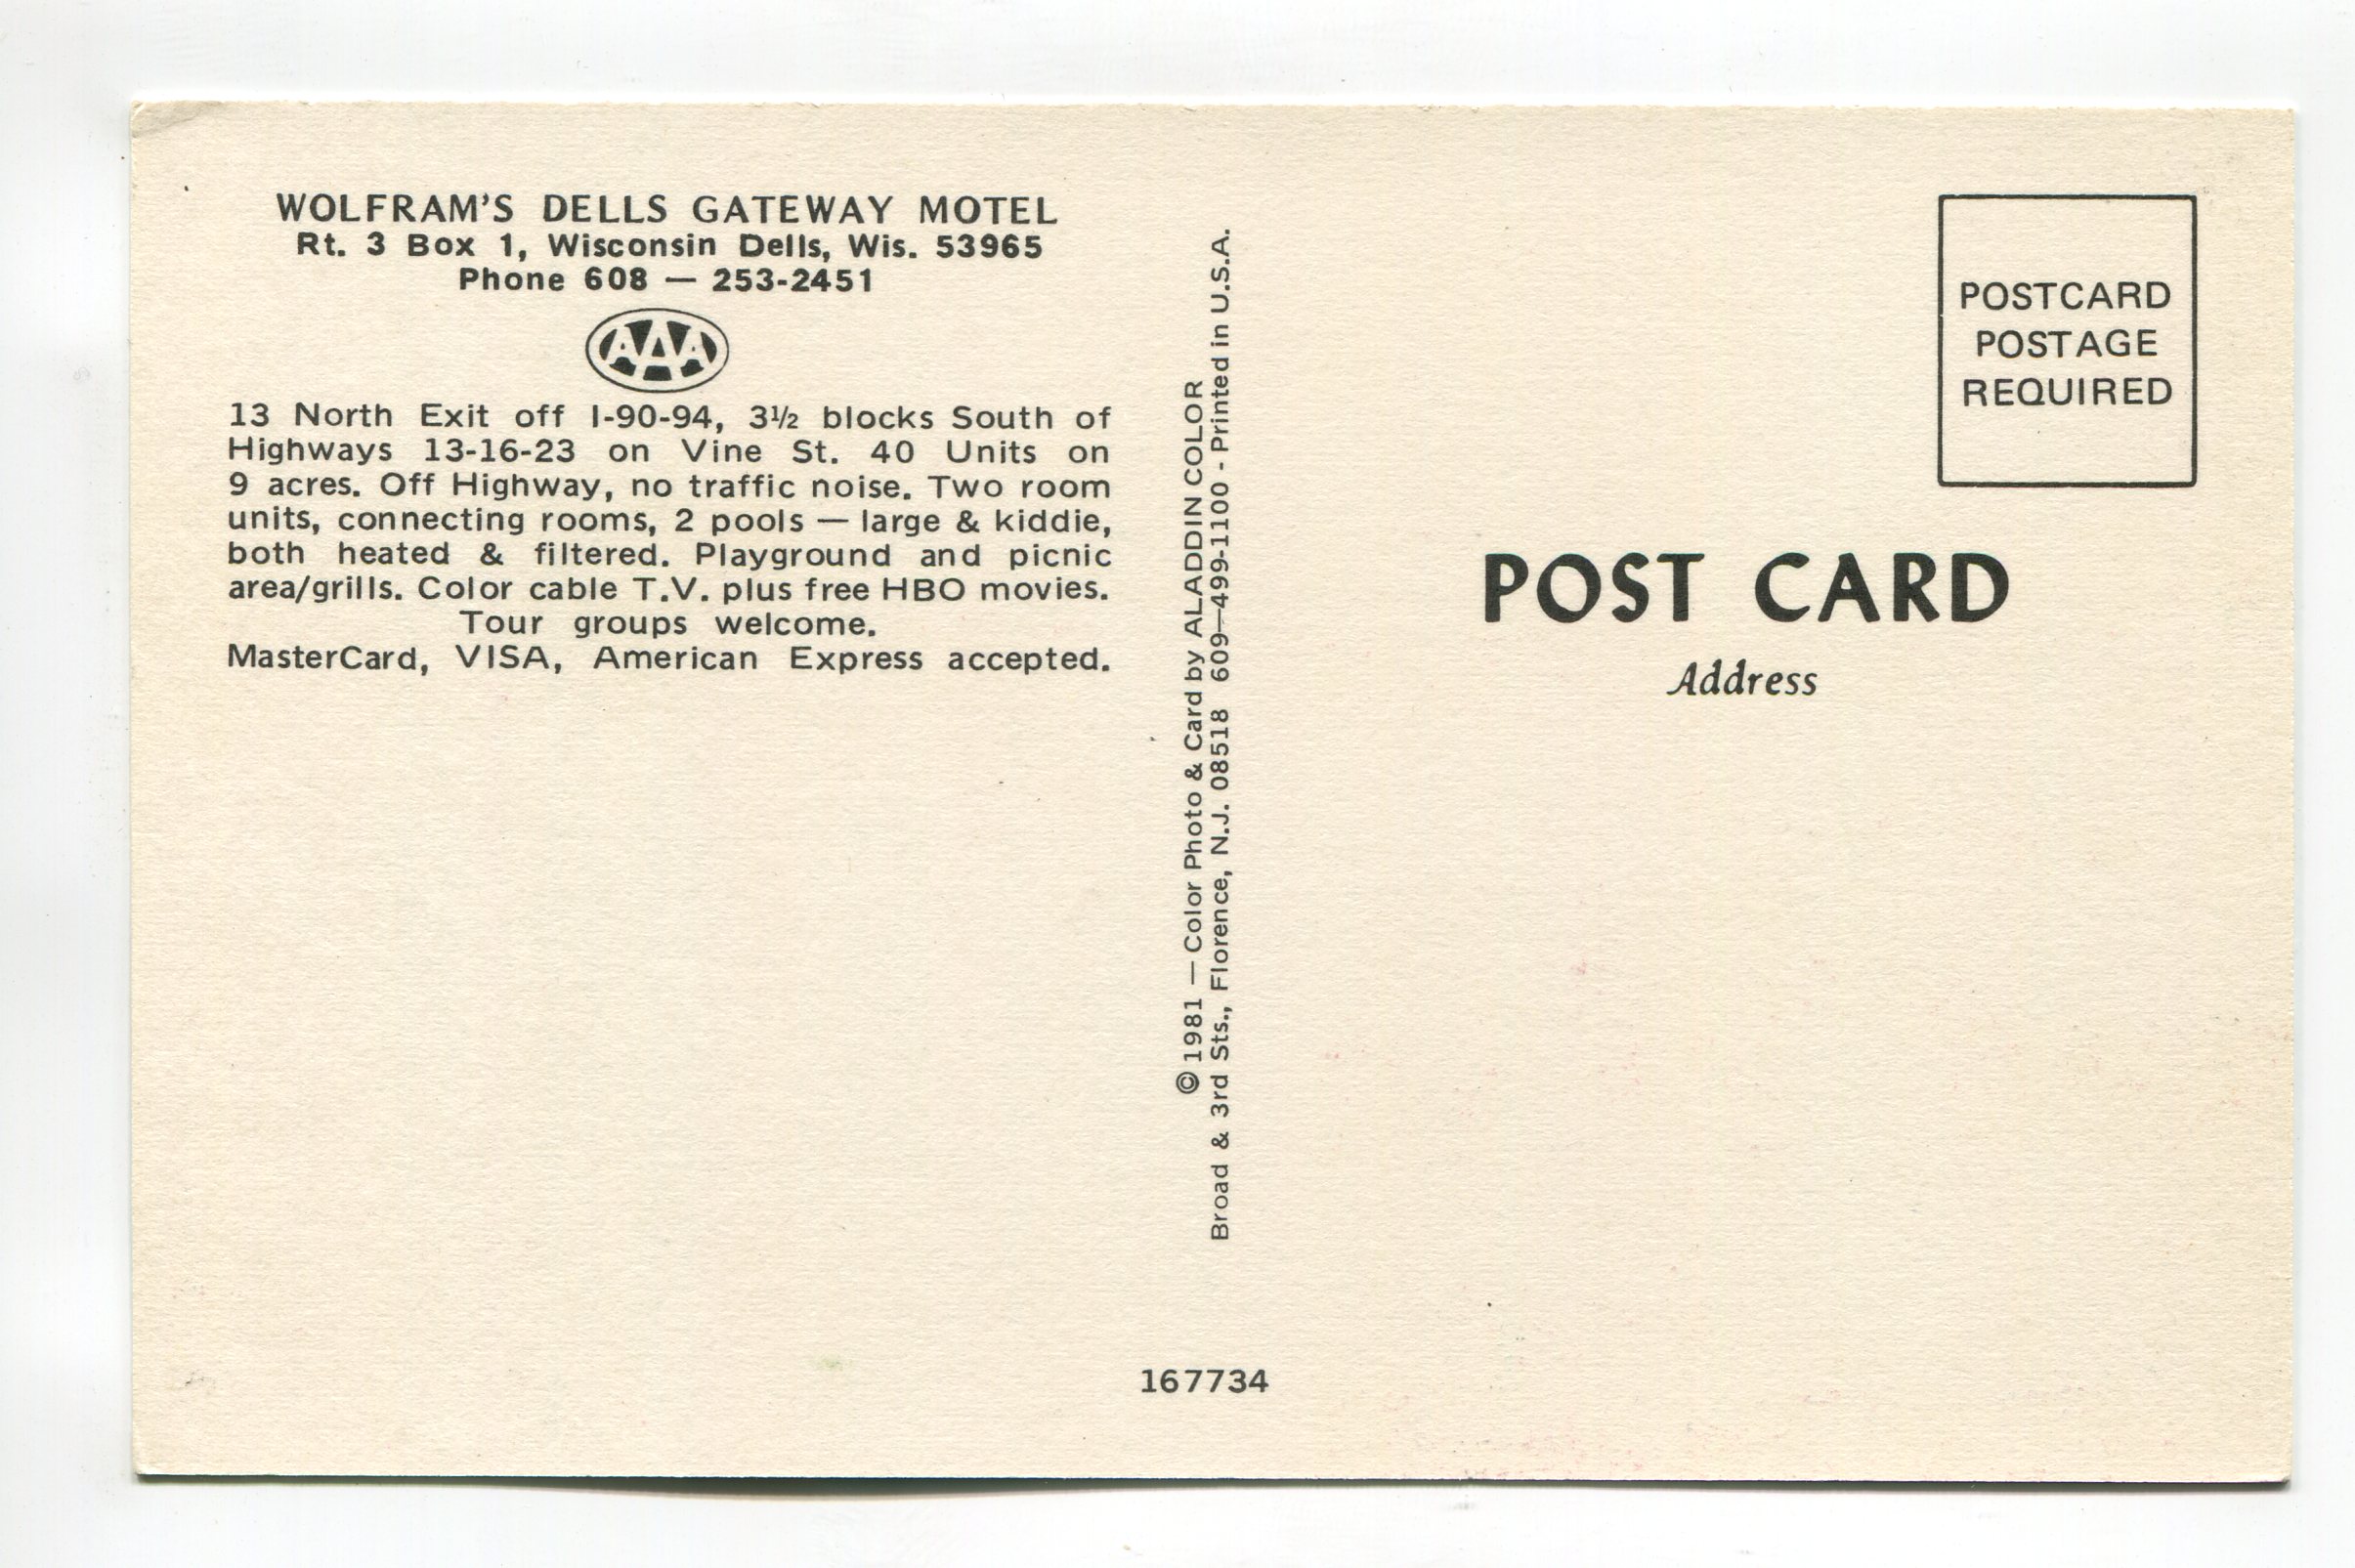 WOLFRAM'S DELLS GATEWAY MOTEL
Rt. 3 Box 1, Wisconsin Dells, Wis. 53965
Phone 608 — 253-2451
AAA
13 North Exit off I-90-94, 3½ blocks South of
Highways 13-16-23 on Vine St. 40 Units on
9 acres. Off Highway, no traffic noise. Two room
units, connecting rooms, 2 pools — large & kiddie,
both heated & filtered. Playground and picnic
area/grills. Color cable T.V. plus free HBO movies.
Tour groups welcome.
MasterCard, VISA, American Express accepted.
© 1981 — Color Photo & Card by ALADDIN COLOR
Broad & 3rd Sts., Florence, N.J. 08518 609—499-1100 - Printed in U.S.A.
167734
POSTCARD
POSTAGE
REQUIRED
POST CARD
Address